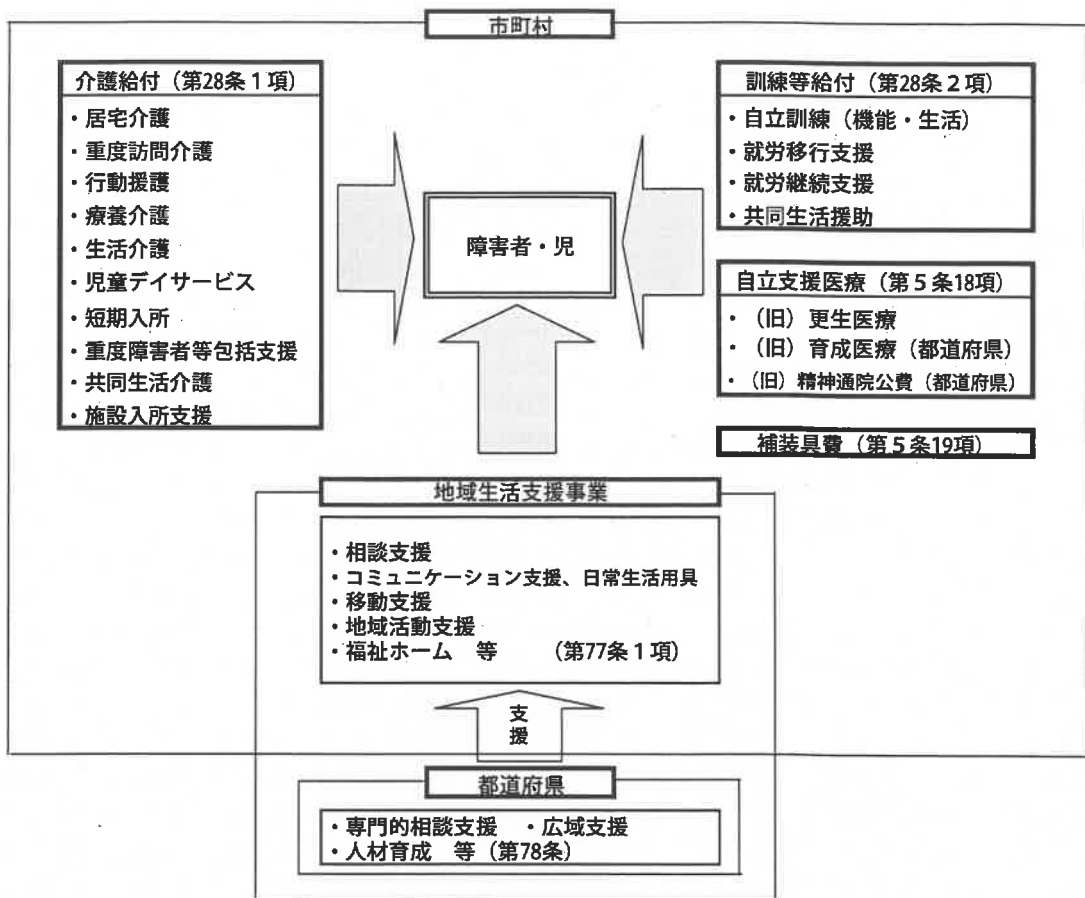 市町村
介護給付（第28条１項）
・居宅介護
・重度訪問介護
・行動援護
・療養介護
・生活介護
・児童デイサービス
・短期入所
・重度障害者等包括支援
・共同生活介護
・施設入所支援
障害者・児
訓練等給付（第28条２項）
・自立訓練（機能・生活）
・就労移行支援
・就労継続支援
・共同生活援助
自立支援医療（第５条18項）
・（旧）更生医療
・（旧）育成医療（都道府県）
・（旧）精神通院公費（都道府県）
補装具費（第５条19項）
地域生活支援事業
・相談支援
・コミュニケーション支援、日常生活用具
・移動支援
・地域活動支援
・福祉ホーム　等　　（第77条１項）
支
援
都道府県
・専門的相談支援　・広域支援
・人材育成　等（第78条）